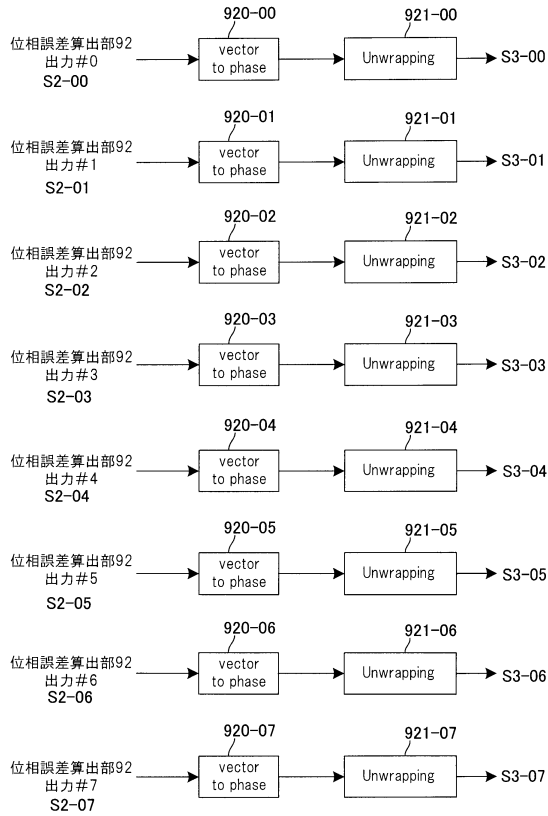 920-00
921-00
位相誤差算出部92
出力#0
S2-00
vector
to phase
Unwrapping
S3-00
920-01
921-01
位相誤差算出部92
出力#1
S2-01
vector
to phase
Unwrapping
S3-01
920-02
921-02
位相誤差算出部92
出力#2
S2-02
vector
to phase
Unwrapping
S3-02
920-03
921-03
位相誤差算出部92
出力#3
S2-03
vector
to phase
Unwrapping
S3-03
920-04
921-04
位相誤差算出部92
出力#4
S2-04
vector
to phase
Unwrapping
S3-04
920-05
921-05
位相誤差算出部92
出力#5
S2-05
vector
to phase
Unwrapping
S3-05
920-06
921-06
位相誤差算出部92
出力#6
S2-06
vector
to phase
Unwrapping
S3-06
920-07
921-07
位相誤差算出部92
出力#7
S2-07
vector
to phase
Unwrapping
S3-07